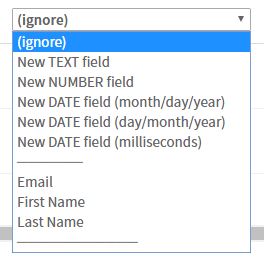 (ignore)
(ignore)
New TEXT field
New NUMBER field
New DATE field (month/day/year)
New DATE field (day/month/year)
New DATE field (milliseconds)
Email
First Name
Last Name